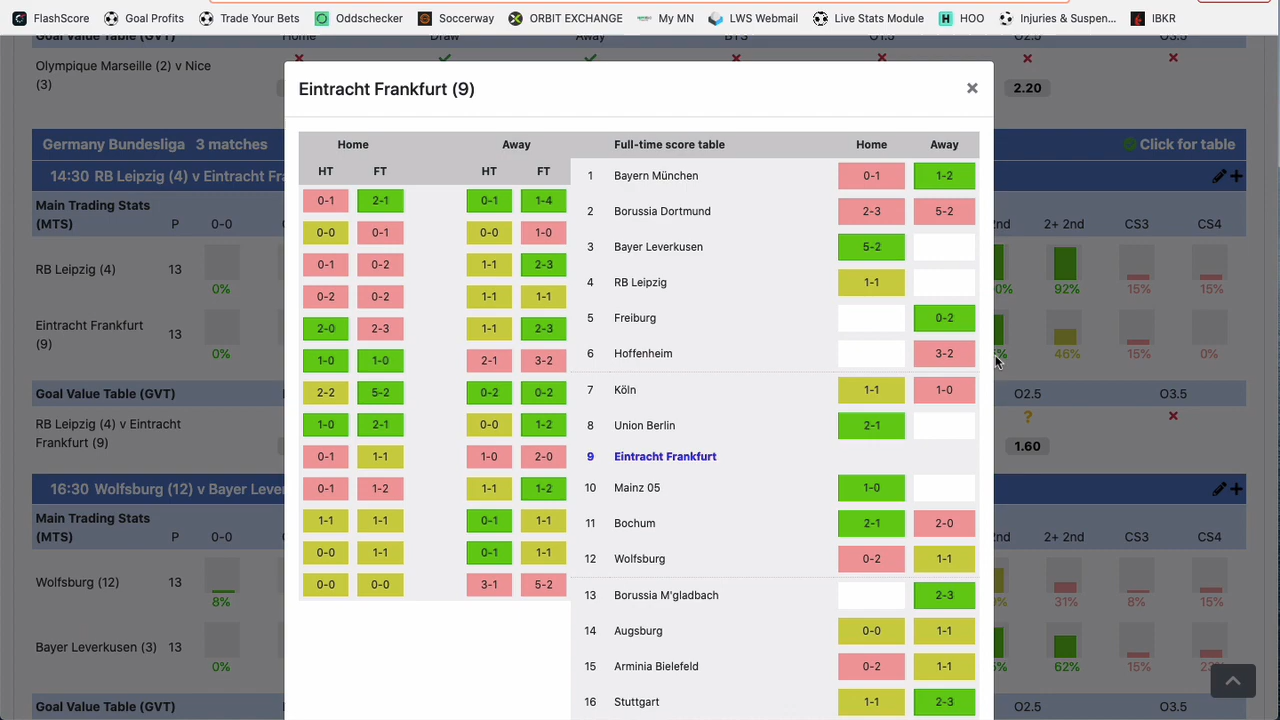 FlashScore Goal Profits Trade Your Bets Oddschecker Soccerway ORBIT EXCHANGE My MN LWS Webmail Live Stats Module HOO Injuries & Suspen... IBKR
Goal Value Table (GVT) Home Draw Away BTS O1.5 O2.5 O3.5
Olympique Marseille (2) v Nice
(3)
2.20
Eintracht Frankfurt (9) ×
Germany Bundesliga 3 matches Click for table
14:30 RB Leipzig (4) v Eintracht Fra
Main Trading Stats
(MTS) P 0-0 2nd 2+ 2nd CS3 CS4
RB Leipzig (4) 13
0% 0% 92% 15% 15%
Eintracht Frankfurt
(9) 13
0% % 46% 15% 0%
Goal Value Table (GVT) O2.5 O3.5
RB Leipzig (4) v Eintracht
Frankfurt (9)
?
1.60
16:30 Wolfsburg (12) v Bayer Lever
Main Trading Stats
(MTS) P 0-0 2nd 2+ 2nd CS3 CS4
Wolfsburg (12) 13
8% % 31% 8% 15%
Bayer Leverkusen (3) 13
0% % 62% 15%
Goal Value Table (GVT) O2.5 O3.5
Home Away
HT FT HT FT
0-1 2-1 0-1 1-4
0-0 0-1 0-0 1-0
0-1 0-2 1-1 2-3
0-2 0-2 1-1 1-1
2-0 2-3 1-1 2-3
1-0 1-0 2-1 3-2
2-2 5-2 0-2 0-2
1-0 2-1 0-0 1-2
0-1 1-1 1-0 2-0
0-1 1-2 1-1 1-2
1-1 1-1 0-1 1-1
0-0 1-1 0-1 1-1
0-0 0-0 3-1 5-2
Full-time score table Home Away
1 Bayern München 0-1 1-2
2 Borussia Dortmund 2-3 5-2
3 Bayer Leverkusen 5-2
4 RB Leipzig 1-1
5 Freiburg 0-2
6 Hoffenheim 3-2
7 Köln 1-1 1-0
8 Union Berlin 2-1
9 Eintracht Frankfurt
10 Mainz 05 1-0
11 Bochum 2-1 2-0
12 Wolfsburg 0-2 1-1
13 Borussia M'gladbach 2-3
14 Augsburg 0-0 1-1
15 Arminia Bielefeld 0-2 1-1
16 Stuttgart 1-1 2-3